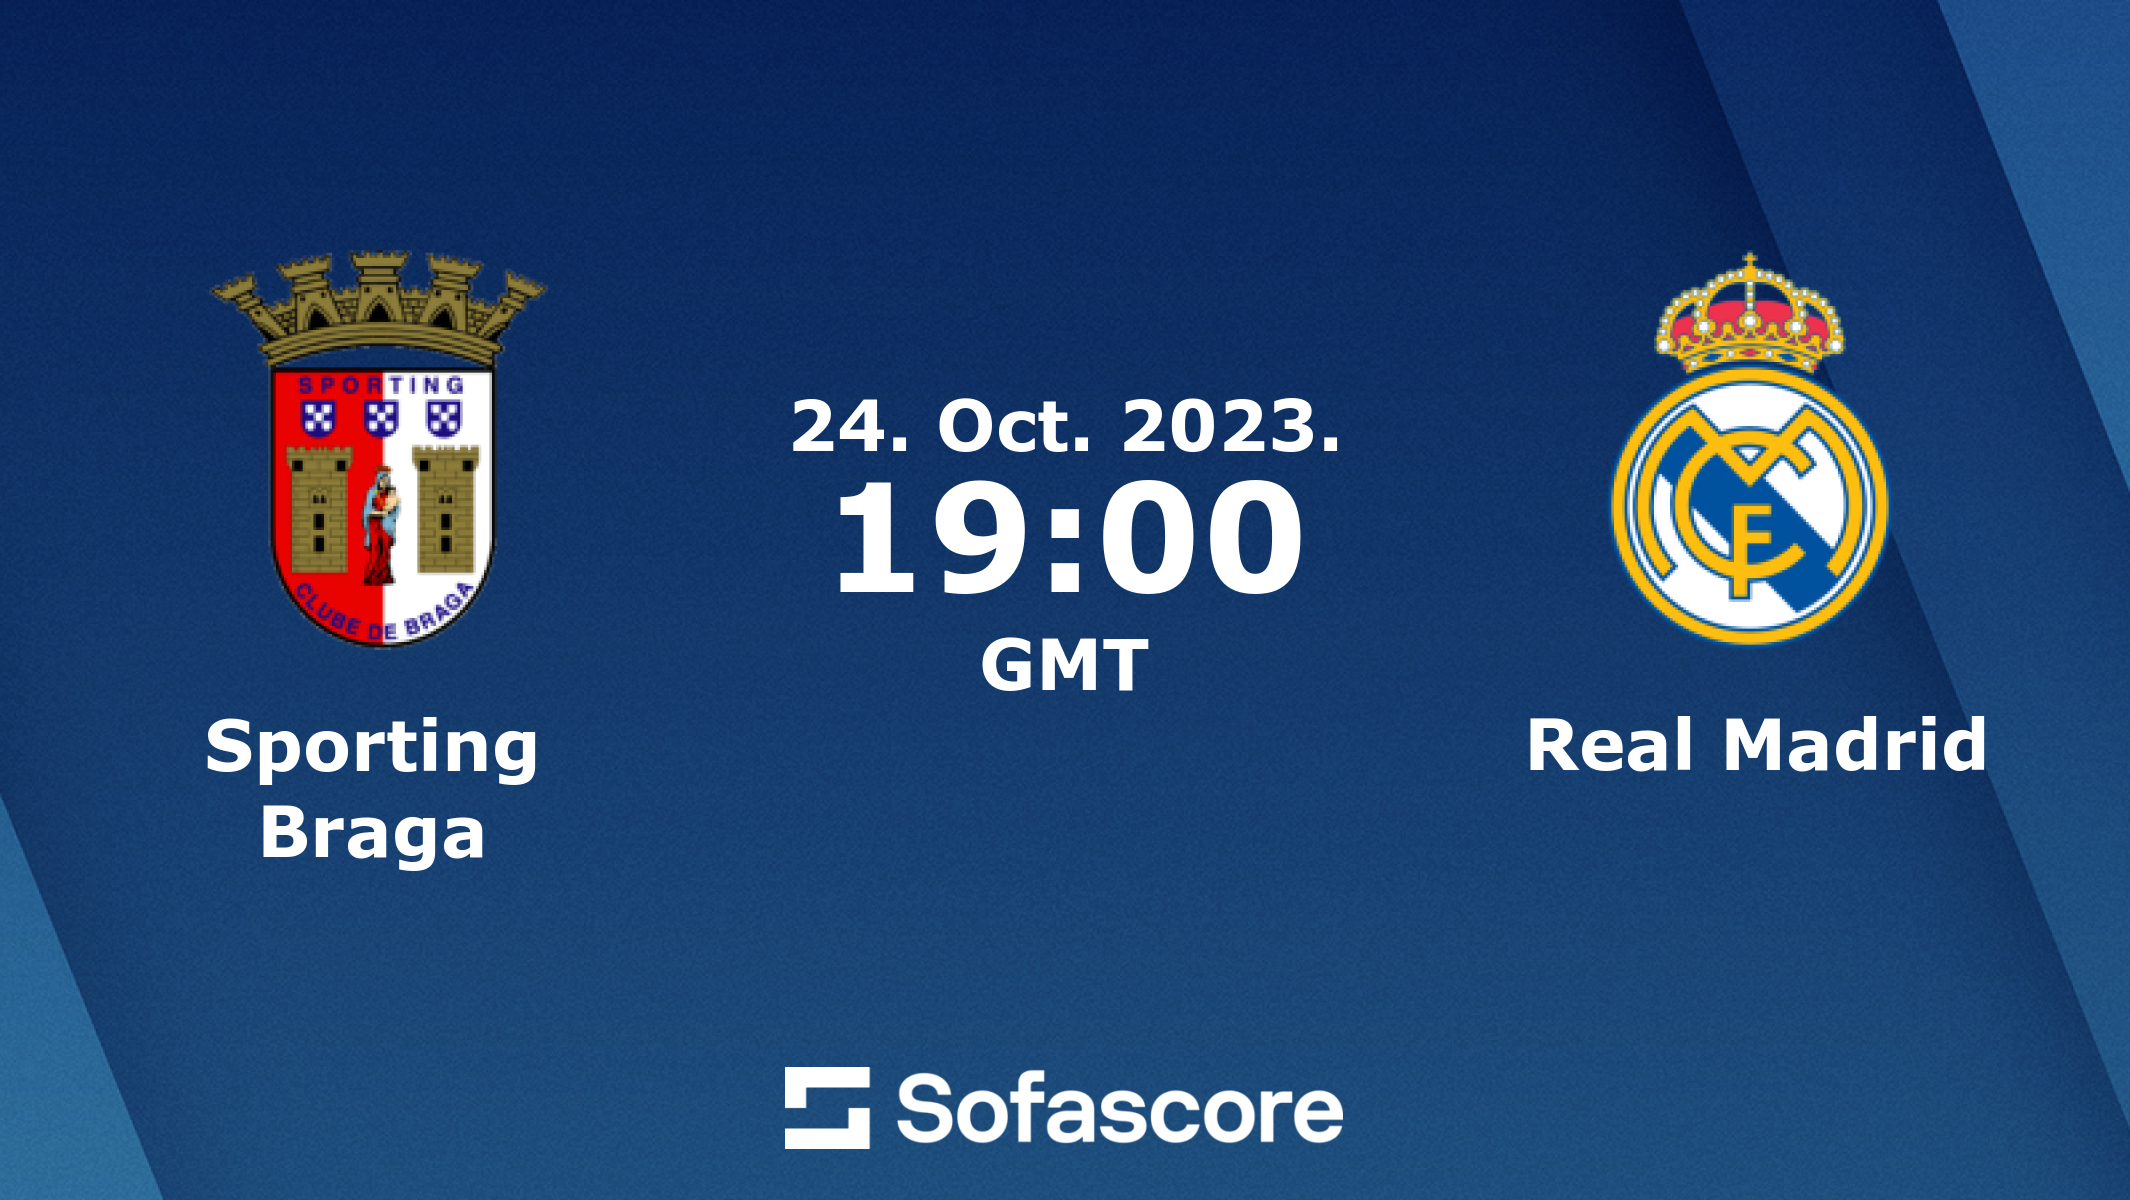 SPORTING
CLUBE DE BRAGA
24. Oct. 2023.
19:00
GMT
Sporting
Braga
Real Madrid
Sofascore